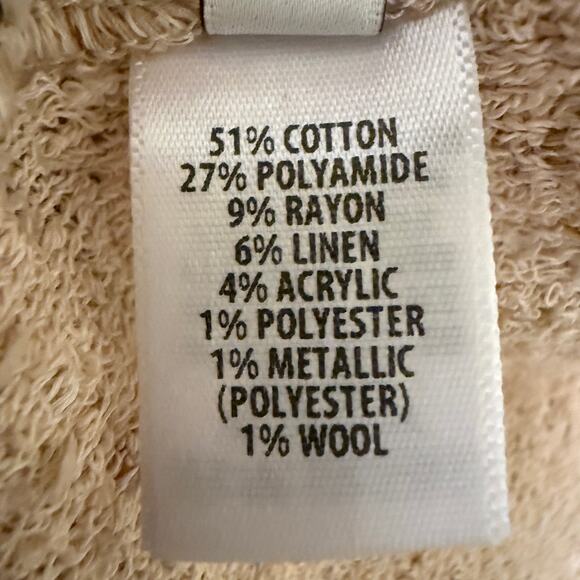 51% COTTON
27% POLYAMIDE
9% RAYON
6% LINEN
4% ACRYLIC
1% POLYESTER
1% METALLIC
(POLYESTER)
1% WOOL